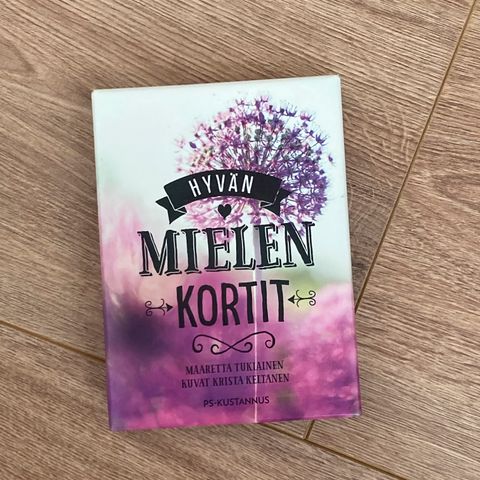 HYVÄN
MIELEN
KORTIT
MAARETTA TUKIAINEN
KUVAT KRISTA KELTANEN
PS-KUSTANNUS